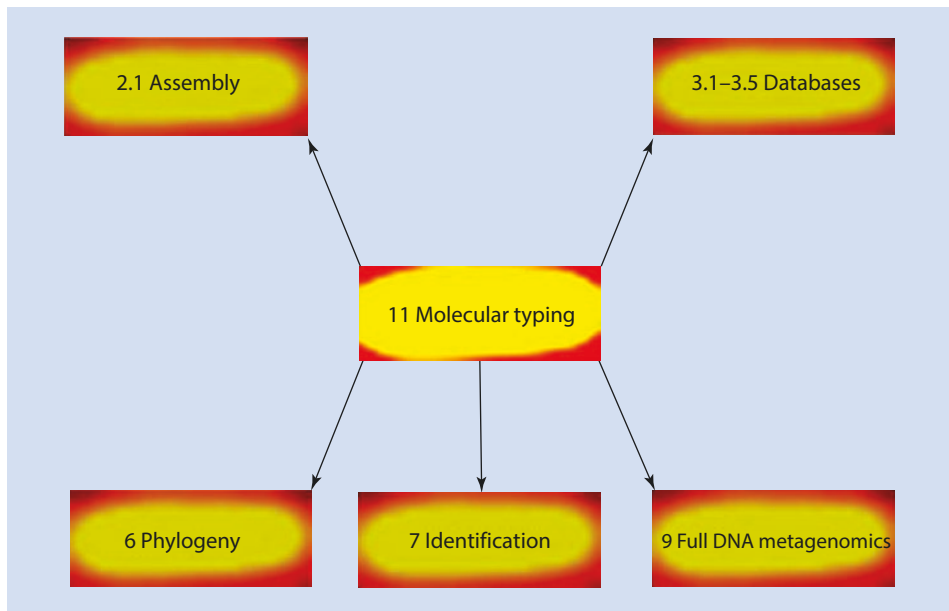 2.1 Assembly
3.1–3.5 Databases
11 Molecular typing
6 Phylogeny
7 Identification
9 Full DNA metagenomics